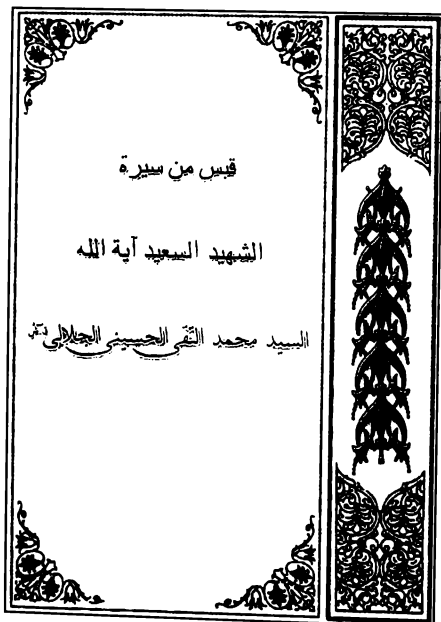 قبس من سيرة
الشهيد السعيد آية الله
السيد محمد التقي الحسيني الجلالي